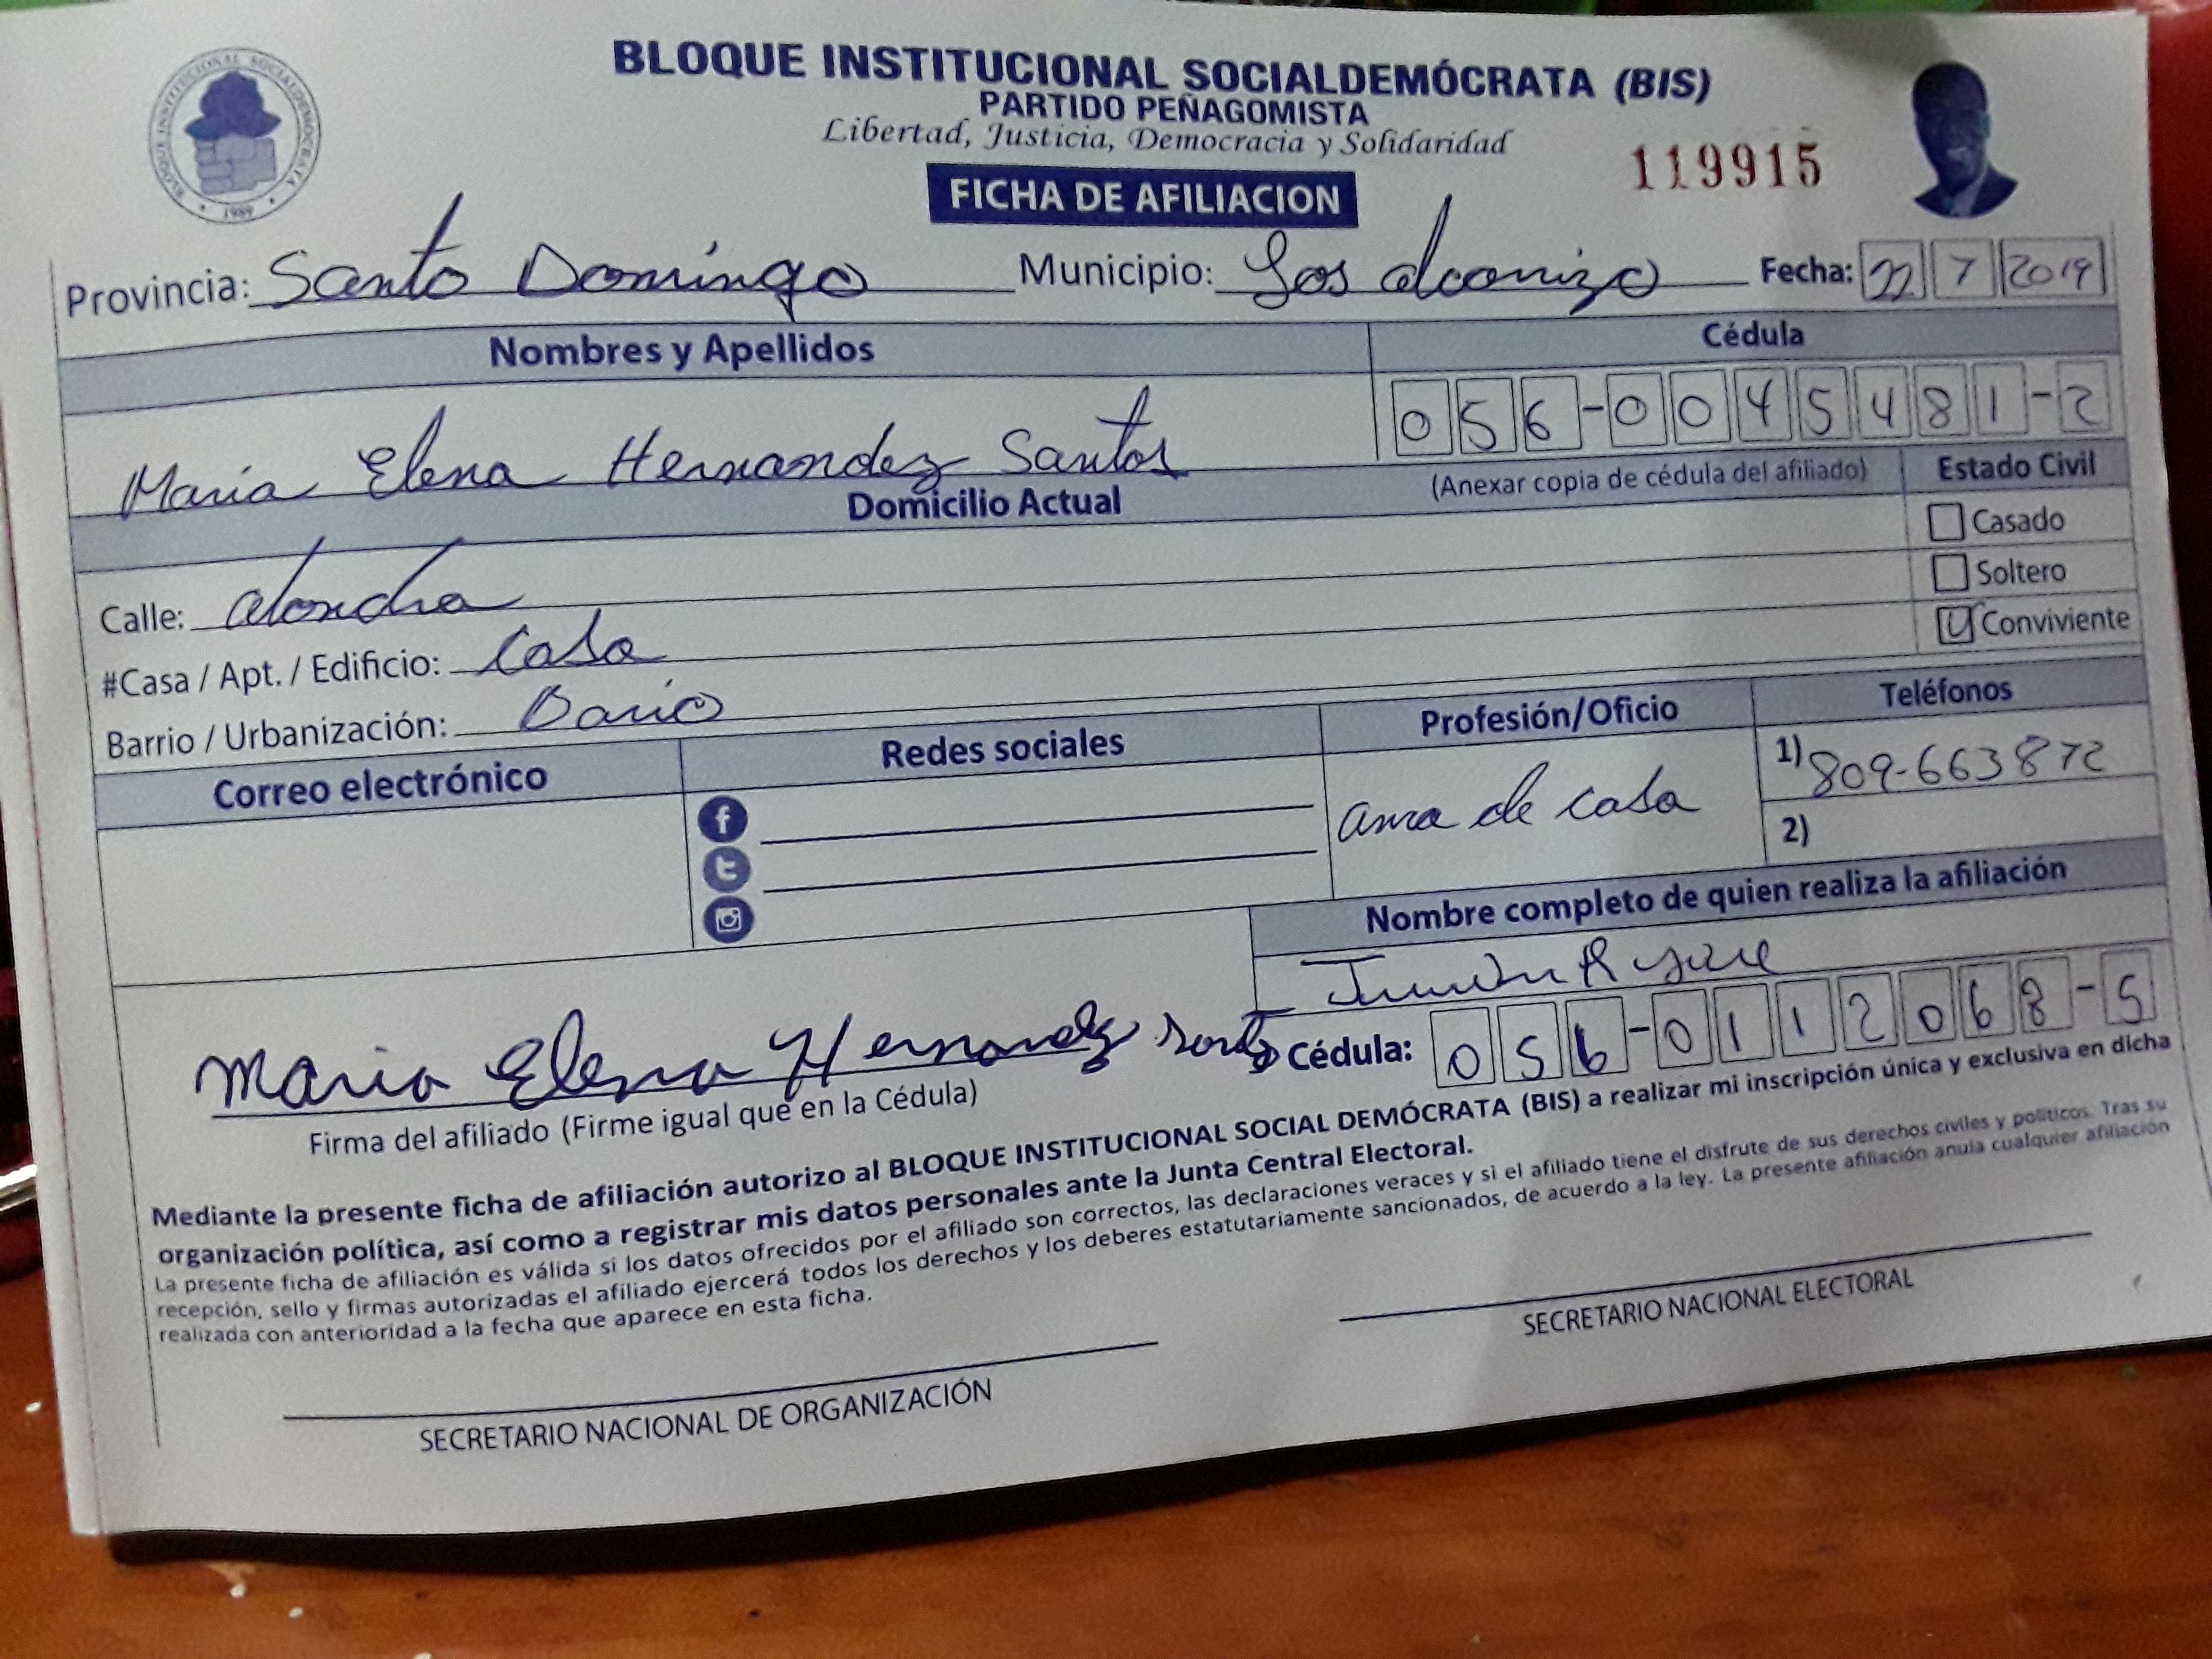 BLOQUE INSTITUCIONAL SOCIALDEMÓCRATA (BIS)
PARTIDO PEÑAGOMISTA
Libertad, Justicia, Democracia y Solidaridad
BLOQUE INSTITUCIONAL SOCIALDEMOCRATA • 1989 •
119915
FICHA DE AFILIACION
Provincia: Santo Domingo Municipio: Los alcarrizo Fecha: 22 7 2019
Nombres y Apellidos Cédula
Maria Elena Hernandez Santos 056-0045481-2
Domicilio Actual (Anexar copia de cédula del afiliado) Estado Civil
Casado
Calle: Soltero
#Casa / Apt. / Edificio: Casa Conviviente
Barrio / Urbanización:
Correo electrónico Redes sociales Profesión/Oficio Teléfonos
ama de casa 1) 809-663872
2)
Nombre completo de quien realiza la afiliación
Maria Elena Hernandez Santos Cédula: 056-0112068-5
Firma del afiliado (Firme igual que en la Cédula)
Mediante la presente ficha de afiliación autorizo al BLOQUE INSTITUCIONAL SOCIAL DEMÓCRATA (BIS) a realizar mi inscripción única y exclusiva en dicha
organización política, así como a registrar mis datos personales ante la Junta Central Electoral.
La presente ficha de afiliación es válida si los datos ofrecidos por el afiliado son correctos, las declaraciones veraces y si el afiliado tiene el disfrute de sus derechos civiles y políticos. Tras su
recepción, sello y firmas autorizadas el afiliado ejercerá todos los derechos y los deberes estatutariamente sancionados, de acuerdo a la ley. La presente afiliación anula cualquier afiliación
realizada con anterioridad a la fecha que aparece en esta ficha.
SECRETARIO NACIONAL DE ORGANIZACIÓN SECRETARIO NACIONAL ELECTORAL